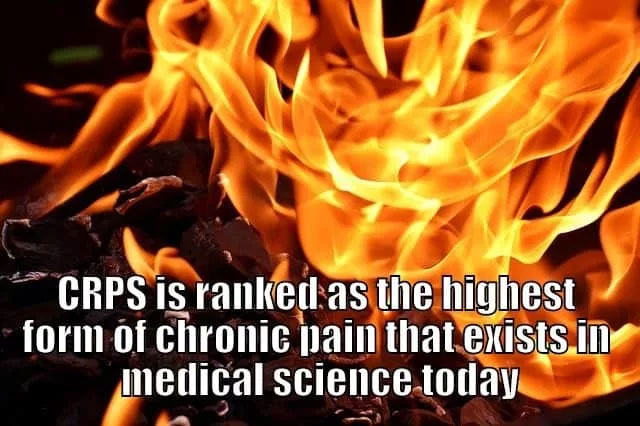 CRPS is ranked as the highest
form of chronic pain that exists in
medical science today